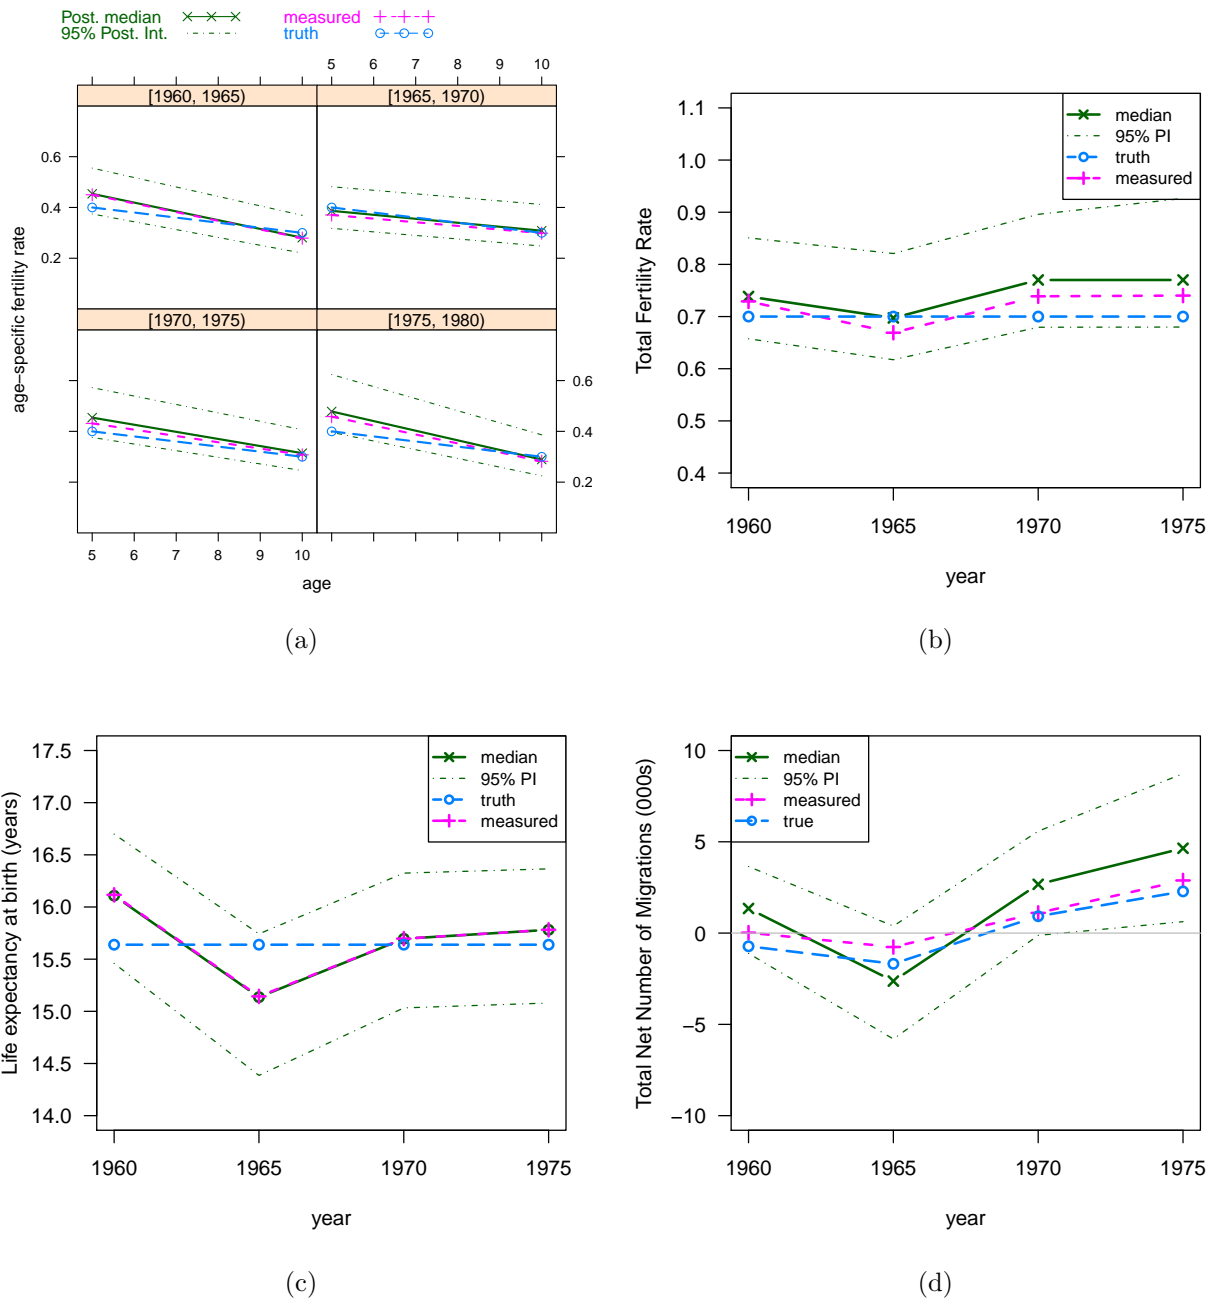 Post. median
measured
95% Post. Int.
truth
5 6 7 8 9 10
[1960, 1965) [1965, 1970)
0.6
0.4
0.2
[1970, 1975) [1975, 1980)
0.6
0.4
0.2
age−specific fertility rate
5 6 7 8 9 10
age
(a)
1.1
1.0
0.9
0.8
0.7
0.6
0.5
0.4
Total Fertility Rate
median
95% PI
truth
measured
1960 1965 1970 1975
year
(b)
17.5
17.0
16.5
16.0
15.5
15.0
14.5
14.0
Life expectancy at birth (years)
median
95% PI
truth
measured
1960 1965 1970 1975
year
(c)
10
5
0
−5
−10
Total Net Number of Migrations (000s)
median
95% PI
measured
true
1960 1965 1970 1975
year
(d)